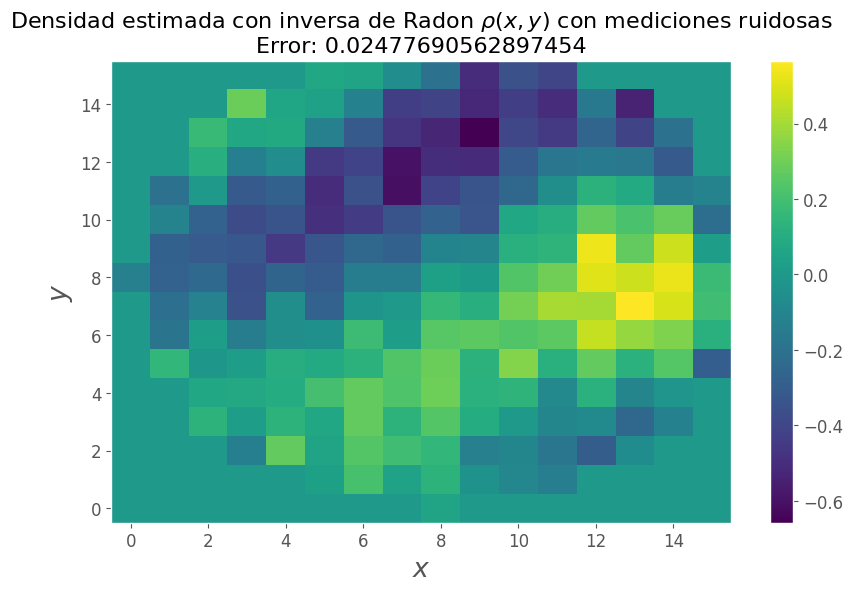 Densidad estimada con inversa de Radon ρ(x, y) con mediciones ruidosas
Error: 0.02477690562897454
14
12
10
8
6
4
2
0
y
0 2 4 6 8 10 12 14
x
0.4
0.2
0.0
−0.2
−0.4
−0.6